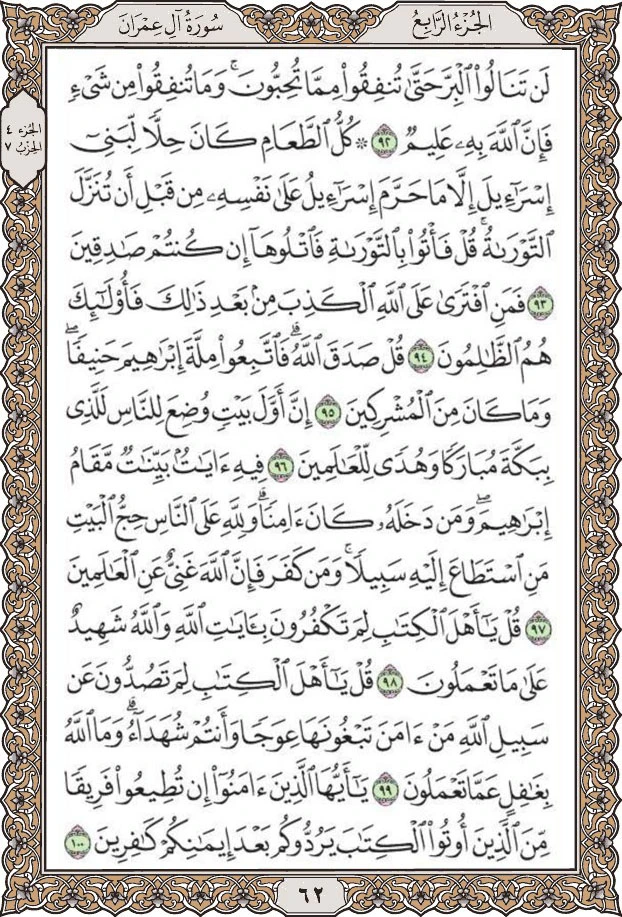 الجُزْءُ الرَّابِعُ
سُورَةُ آلِ عِمْرَانَ
الجزء ٤
الحزب ٧
لَن تَنَالُوا۟ ٱلْبِرَّ حَتَّىٰ تُنفِقُوا۟ مِمَّا تُحِبُّونَ ۚ وَمَا تُنفِقُوا۟ مِن شَىْءٍ
فَإِنَّ ٱللَّهَ بِهِۦ عَلِيمٌ ٩٢ ۞ كُلُّ ٱلطَّعَامِ كَانَ حِلًّا لِّبَنِىٓ
إِسْرَٰٓءِيلَ إِلَّا مَا حَرَّمَ إِسْرَٰٓءِيلُ عَلَىٰ نَفْسِهِۦ مِن قَبْلِ أَن تُنَزَّلَ
ٱلتَّوْرَىٰةُ ۗ قُلْ فَأْتُوا۟ بِٱلتَّوْرَىٰةِ فَٱتْلُوهَآ إِن كُنتُمْ صَٰدِقِينَ
٩٣ فَمَنِ ٱفْتَرَىٰ عَلَى ٱللَّهِ ٱلْكَذِبَ مِنۢ بَعْدِ ذَٰلِكَ فَأُو۟لَٰٓئِكَ
هُمُ ٱلظَّٰلِمُونَ ٩٤ قُلْ صَدَقَ ٱللَّهُ ۗ فَٱتَّبِعُوا۟ مِلَّةَ إِبْرَٰهِيمَ حَنِيفًا ۖ
وَمَا كَانَ مِنَ ٱلْمُشْرِكِينَ ٩٥ إِنَّ أَوَّلَ بَيْتٍ وُضِعَ لِلنَّاسِ لَلَّذِى
بِبَكَّةَ مُبَارَكًا وَهُدًى لِّلْعَٰلَمِينَ ٩٦ فِيهِ ءَايَٰتٌۢ بَيِّنَٰتٌ مَّقَامُ
إِبْرَٰهِيمَ ۖ وَمَن دَخَلَهُۥ كَانَ ءَامِنًا ۗ وَلِلَّهِ عَلَى ٱلنَّاسِ حِجُّ ٱلْبَيْتِ
مَنِ ٱسْتَطَاعَ إِلَيْهِ سَبِيلًا ۚ وَمَن كَفَرَ فَإِنَّ ٱللَّهَ غَنِىٌّ عَنِ ٱلْعَٰلَمِينَ
٩٧ قُلْ يَٰٓأَهْلَ ٱلْكِتَٰبِ لِمَ تَكْفُرُونَ بِـَٔايَٰتِ ٱللَّهِ وَٱللَّهُ شَهِيدٌ
عَلَىٰ مَا تَعْمَلُونَ ٩٨ قُلْ يَٰٓأَهْلَ ٱلْكِتَٰبِ لِمَ تَصُدُّونَ عَن
سَبِيلِ ٱللَّهِ مَنْ ءَامَنَ تَبْغُونَهَا عِوَجًا وَأَنتُمْ شُهَدَآءُ ۗ وَمَا ٱللَّهُ
بِغَٰفِلٍ عَمَّا تَعْمَلُونَ ٩٩ يَٰٓأَيُّهَا ٱلَّذِينَ ءَامَنُوٓا۟ إِن تُطِيعُوا۟ فَرِيقًا
مِّنَ ٱلَّذِينَ أُوتُوا۟ ٱلْكِتَٰبَ يَرُدُّوكُم بَعْدَ إِيمَٰنِكُمْ كَٰفِرِينَ ١٠٠
٦٢